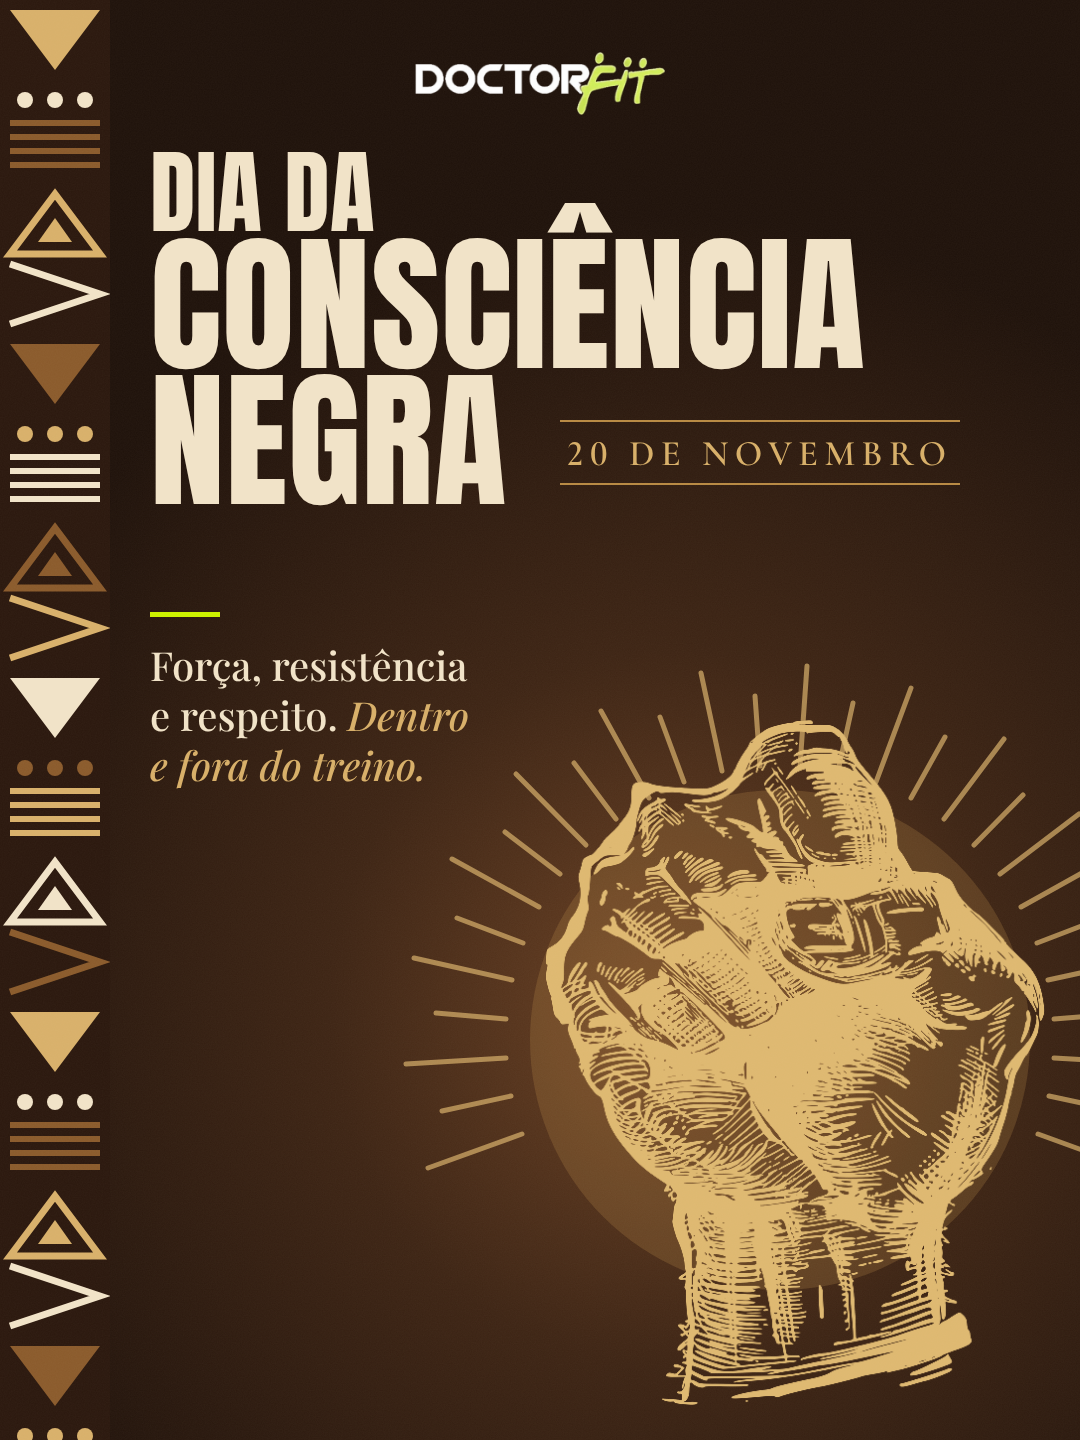 DOCTORFiT
DIA DA
CONSCIÊNCIA
NEGRA
20 DE NOVEMBRO
Força, resistência
e respeito. Dentro
e fora do treino.